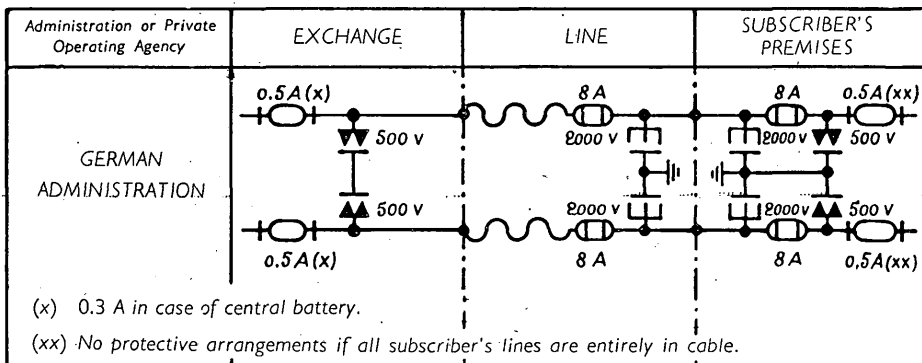 Administration or Private
Operating Agency
EXCHANGE
LINE
SUBSCRIBER'S
PREMISES
GERMAN
ADMINISTRATION
0.5A(x)
500 V
500 V
0.5A(x)
8A
2000 V
2000 V
8A
8A
0.5A(xx)
2000V
500 V
2000V
500 V
8A
0,5A(xx)
(x) 0.3 A in case of central battery.
(xx) No protective arrangements if all subscriber's lines are entirely in cable.